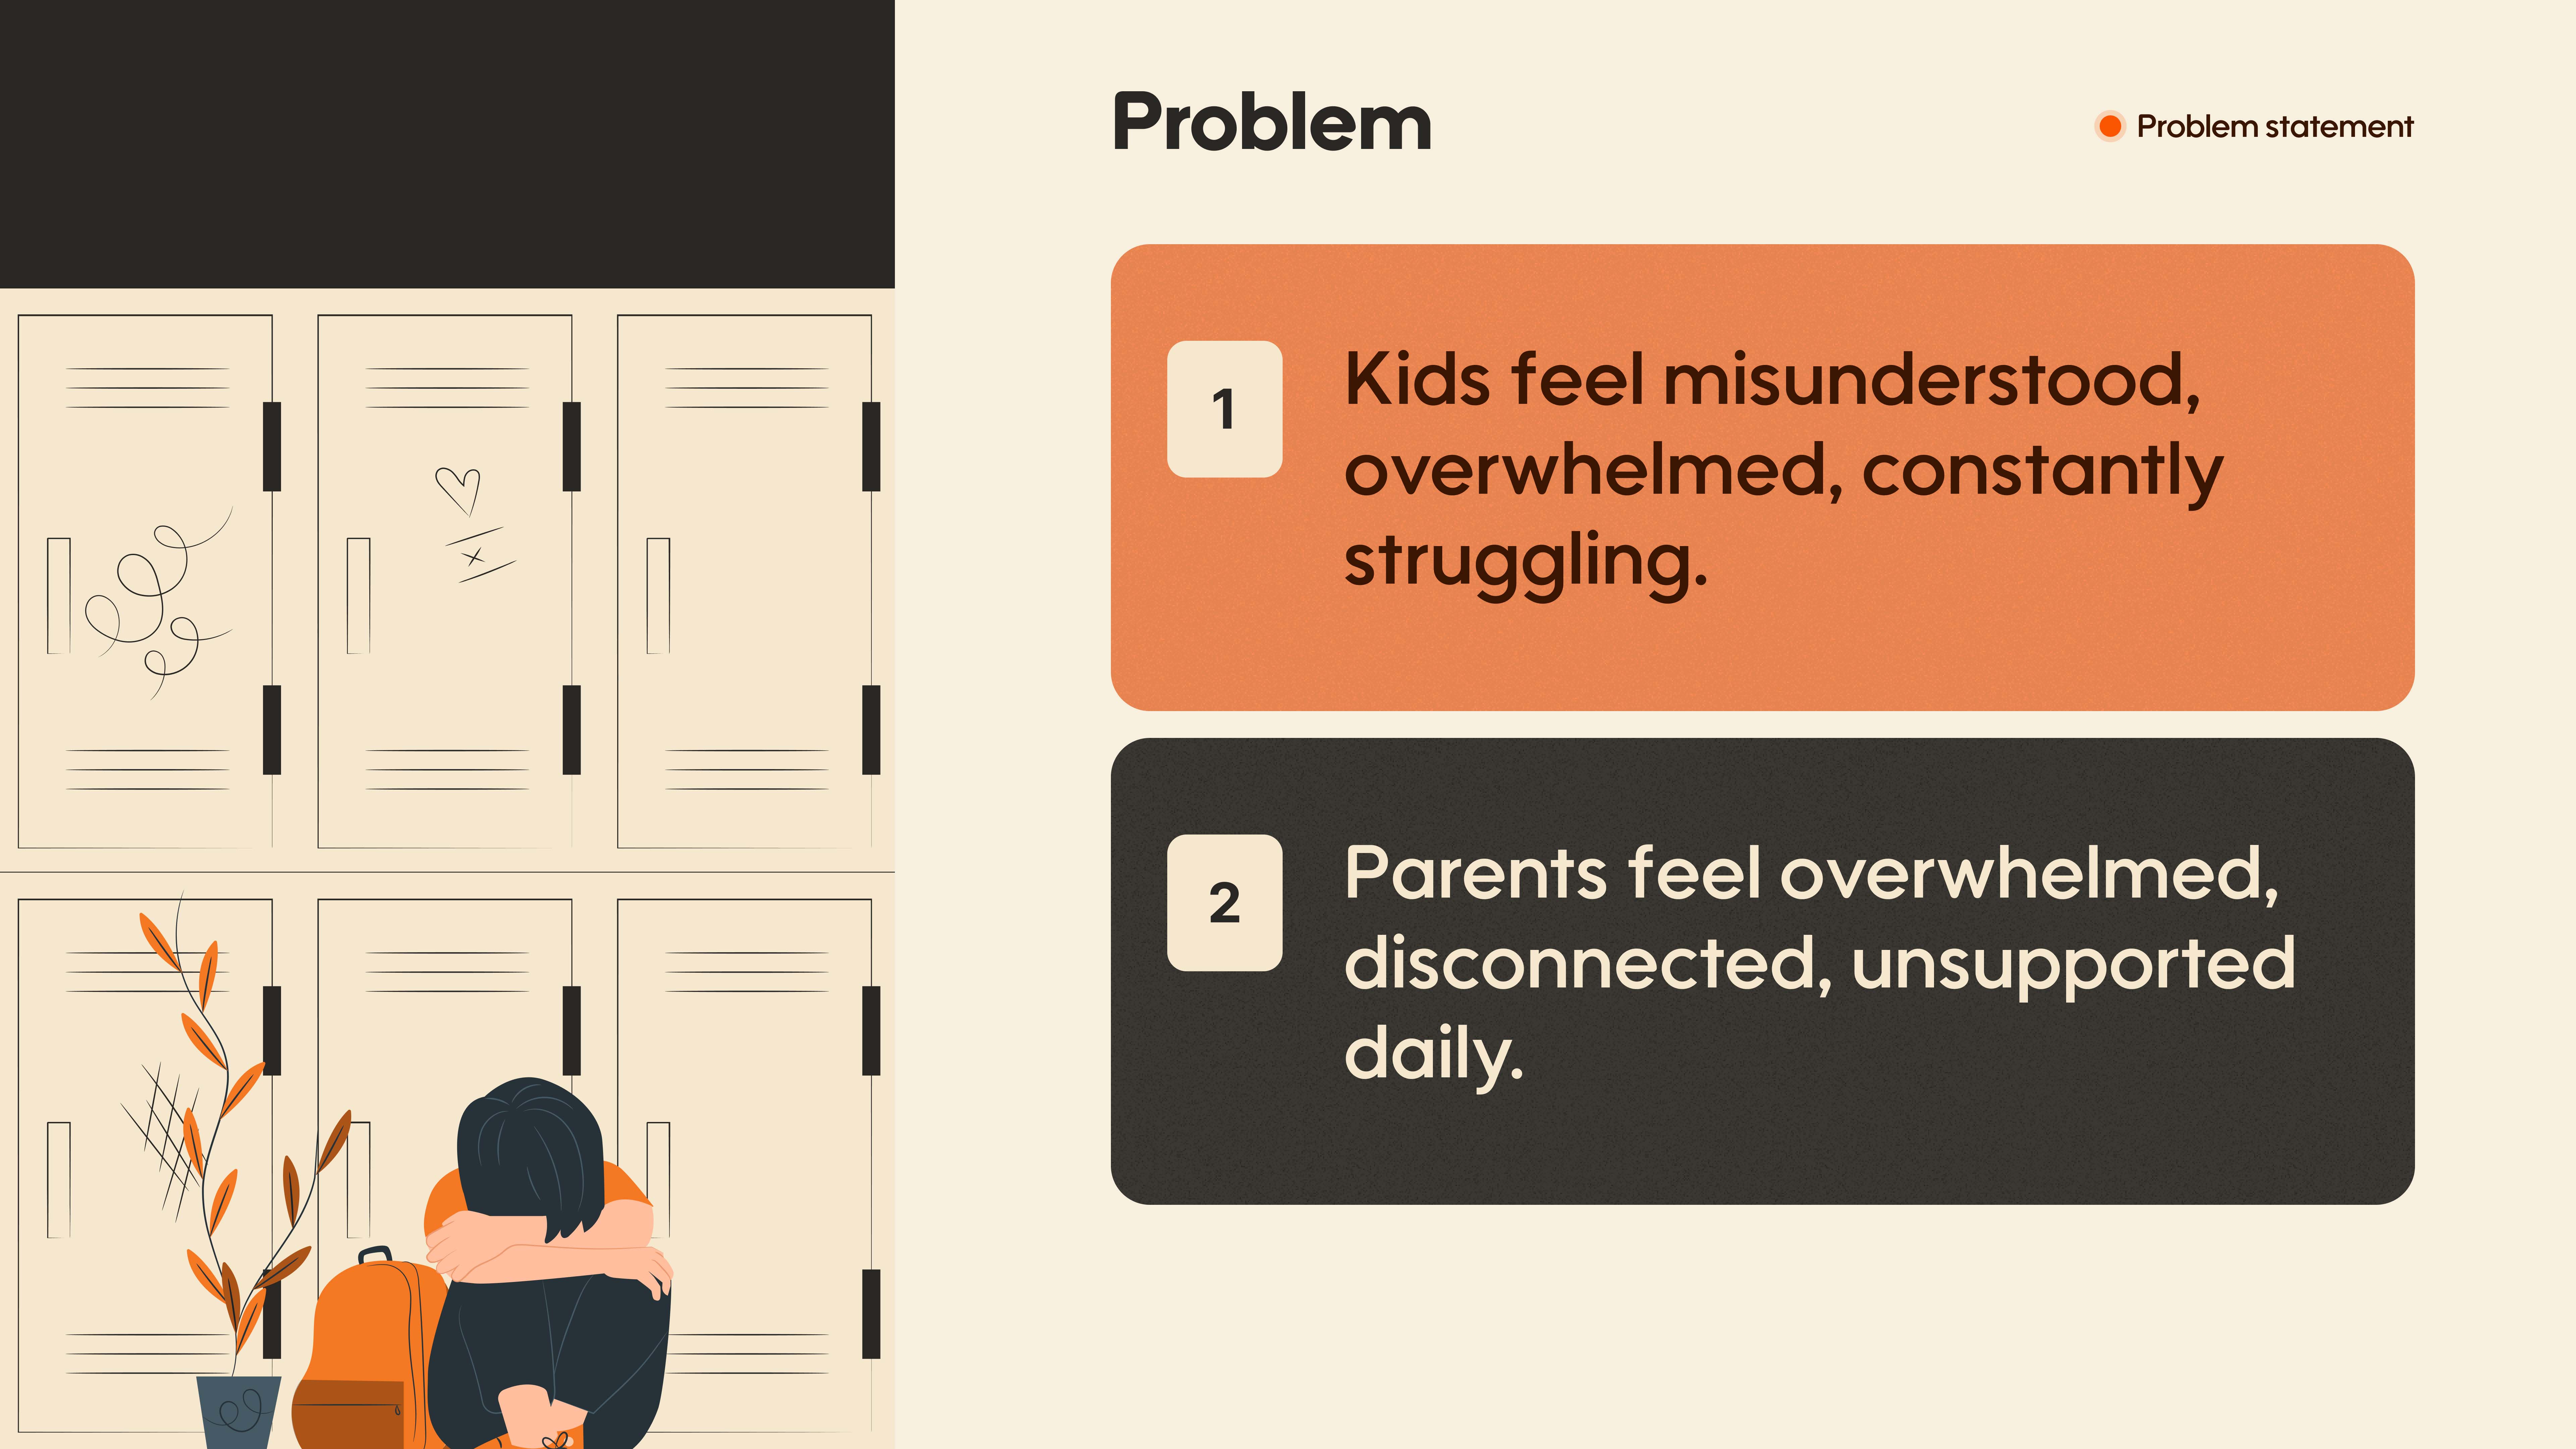 Problem
Problem statement
1
Kids feel misunderstood,
overwhelmed, constantly
struggling.
2
Parents feel overwhelmed,
disconnected, unsupported
daily.